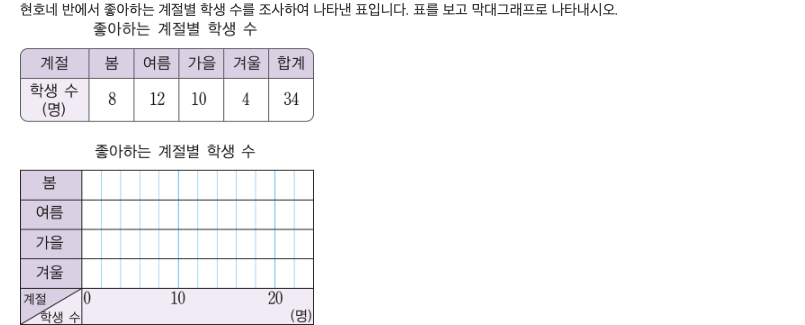 현호네 반에서 좋아하는 계절별 학생 수를 조사하여 나타낸 표입니다. 표를 보고 막대그래프로 나타내시오.
좋아하는 계절별 학생 수
계절 봄 여름 가을 겨울 합계
학생 수
(명) 8 12 10 4 34
좋아하는 계절별 학생 수
봄
여름
가을
겨울
계절 0 10 20
학생 수 (명)